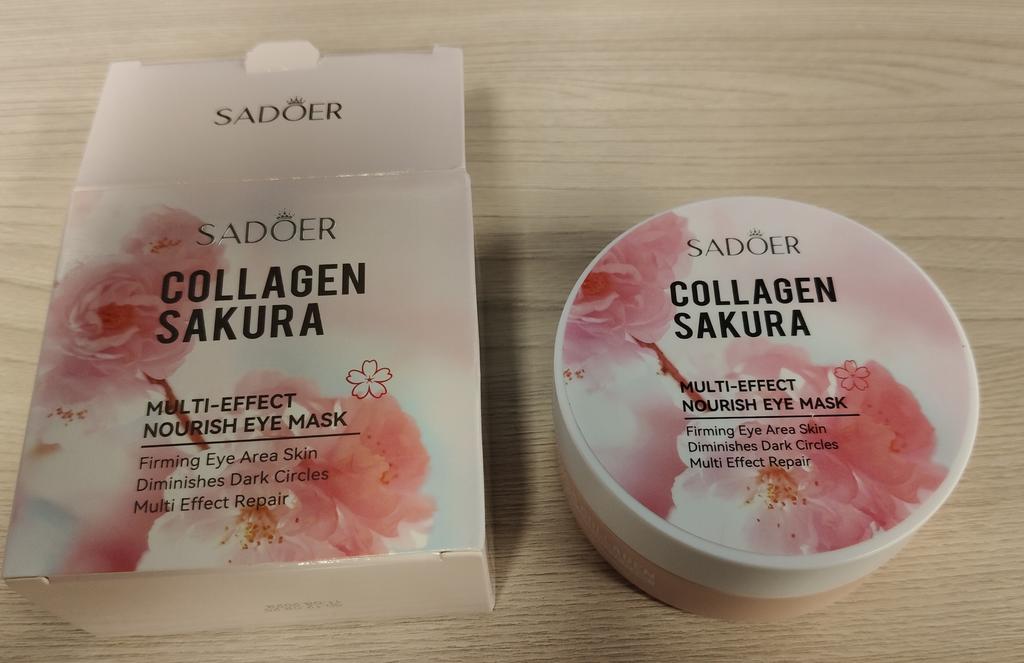 SADOER
SADOER
COLLAGEN
SAKURA
MULTI-EFFECT
NOURISH EYE MASK
Firming Eye Area Skin
Diminishes Dark Circles
Multi Effect Repair
SADOER
COLLAGEN
SAKURA
MULTI-EFFECT
NOURISH EYE MASK
Firming Eye Area Skin
Diminishes Dark Circles
Multi Effect Repair